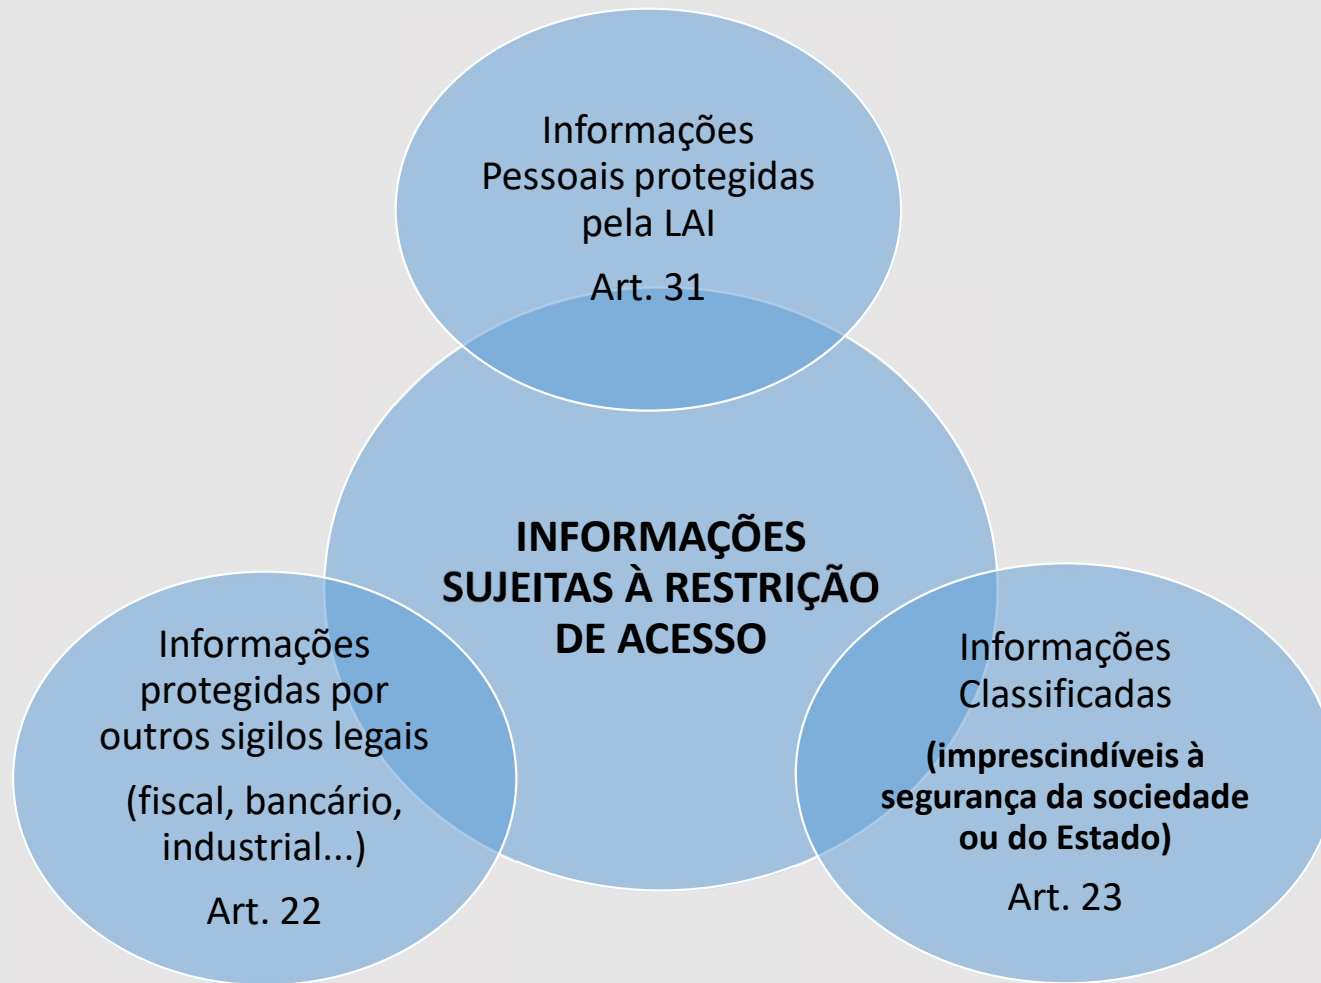 Informações
Pessoais protegidas
pela LAI
Art. 31
INFORMAÇÕES
SUJEITAS À RESTRIÇÃO
DE ACESSO
Informações
protegidas por
outros sigilos legais
(fiscal, bancário,
industrial...)
Art. 22
Informações
Classificadas
(imprescindíveis à
segurança da sociedade
ou do Estado)
Art. 23